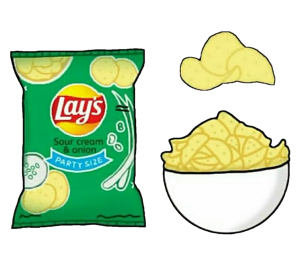 Lay's
Sour cream
& onion
PARTY SIZE